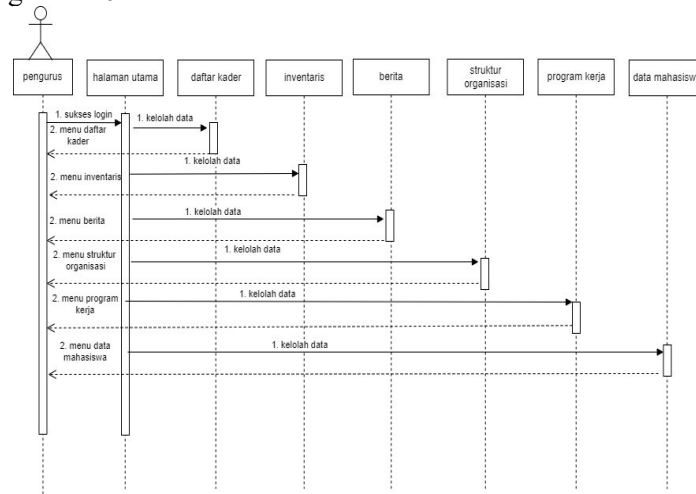 pengurus
halaman utama
daftar kader
inventaris
berita
struktur
organisasi
program kerja
data mahasisw
1. sukses login
1. kelolah data
2. menu daftar
kader
1. kelolah data
2. menu inventaris
1. kelolah data
2. menu berita
1. kelolah data
2. menu struktur
organisasi
1. kelolah data
2. menu program
kerja
1. kelolah data
2. menu data
mahasiswa